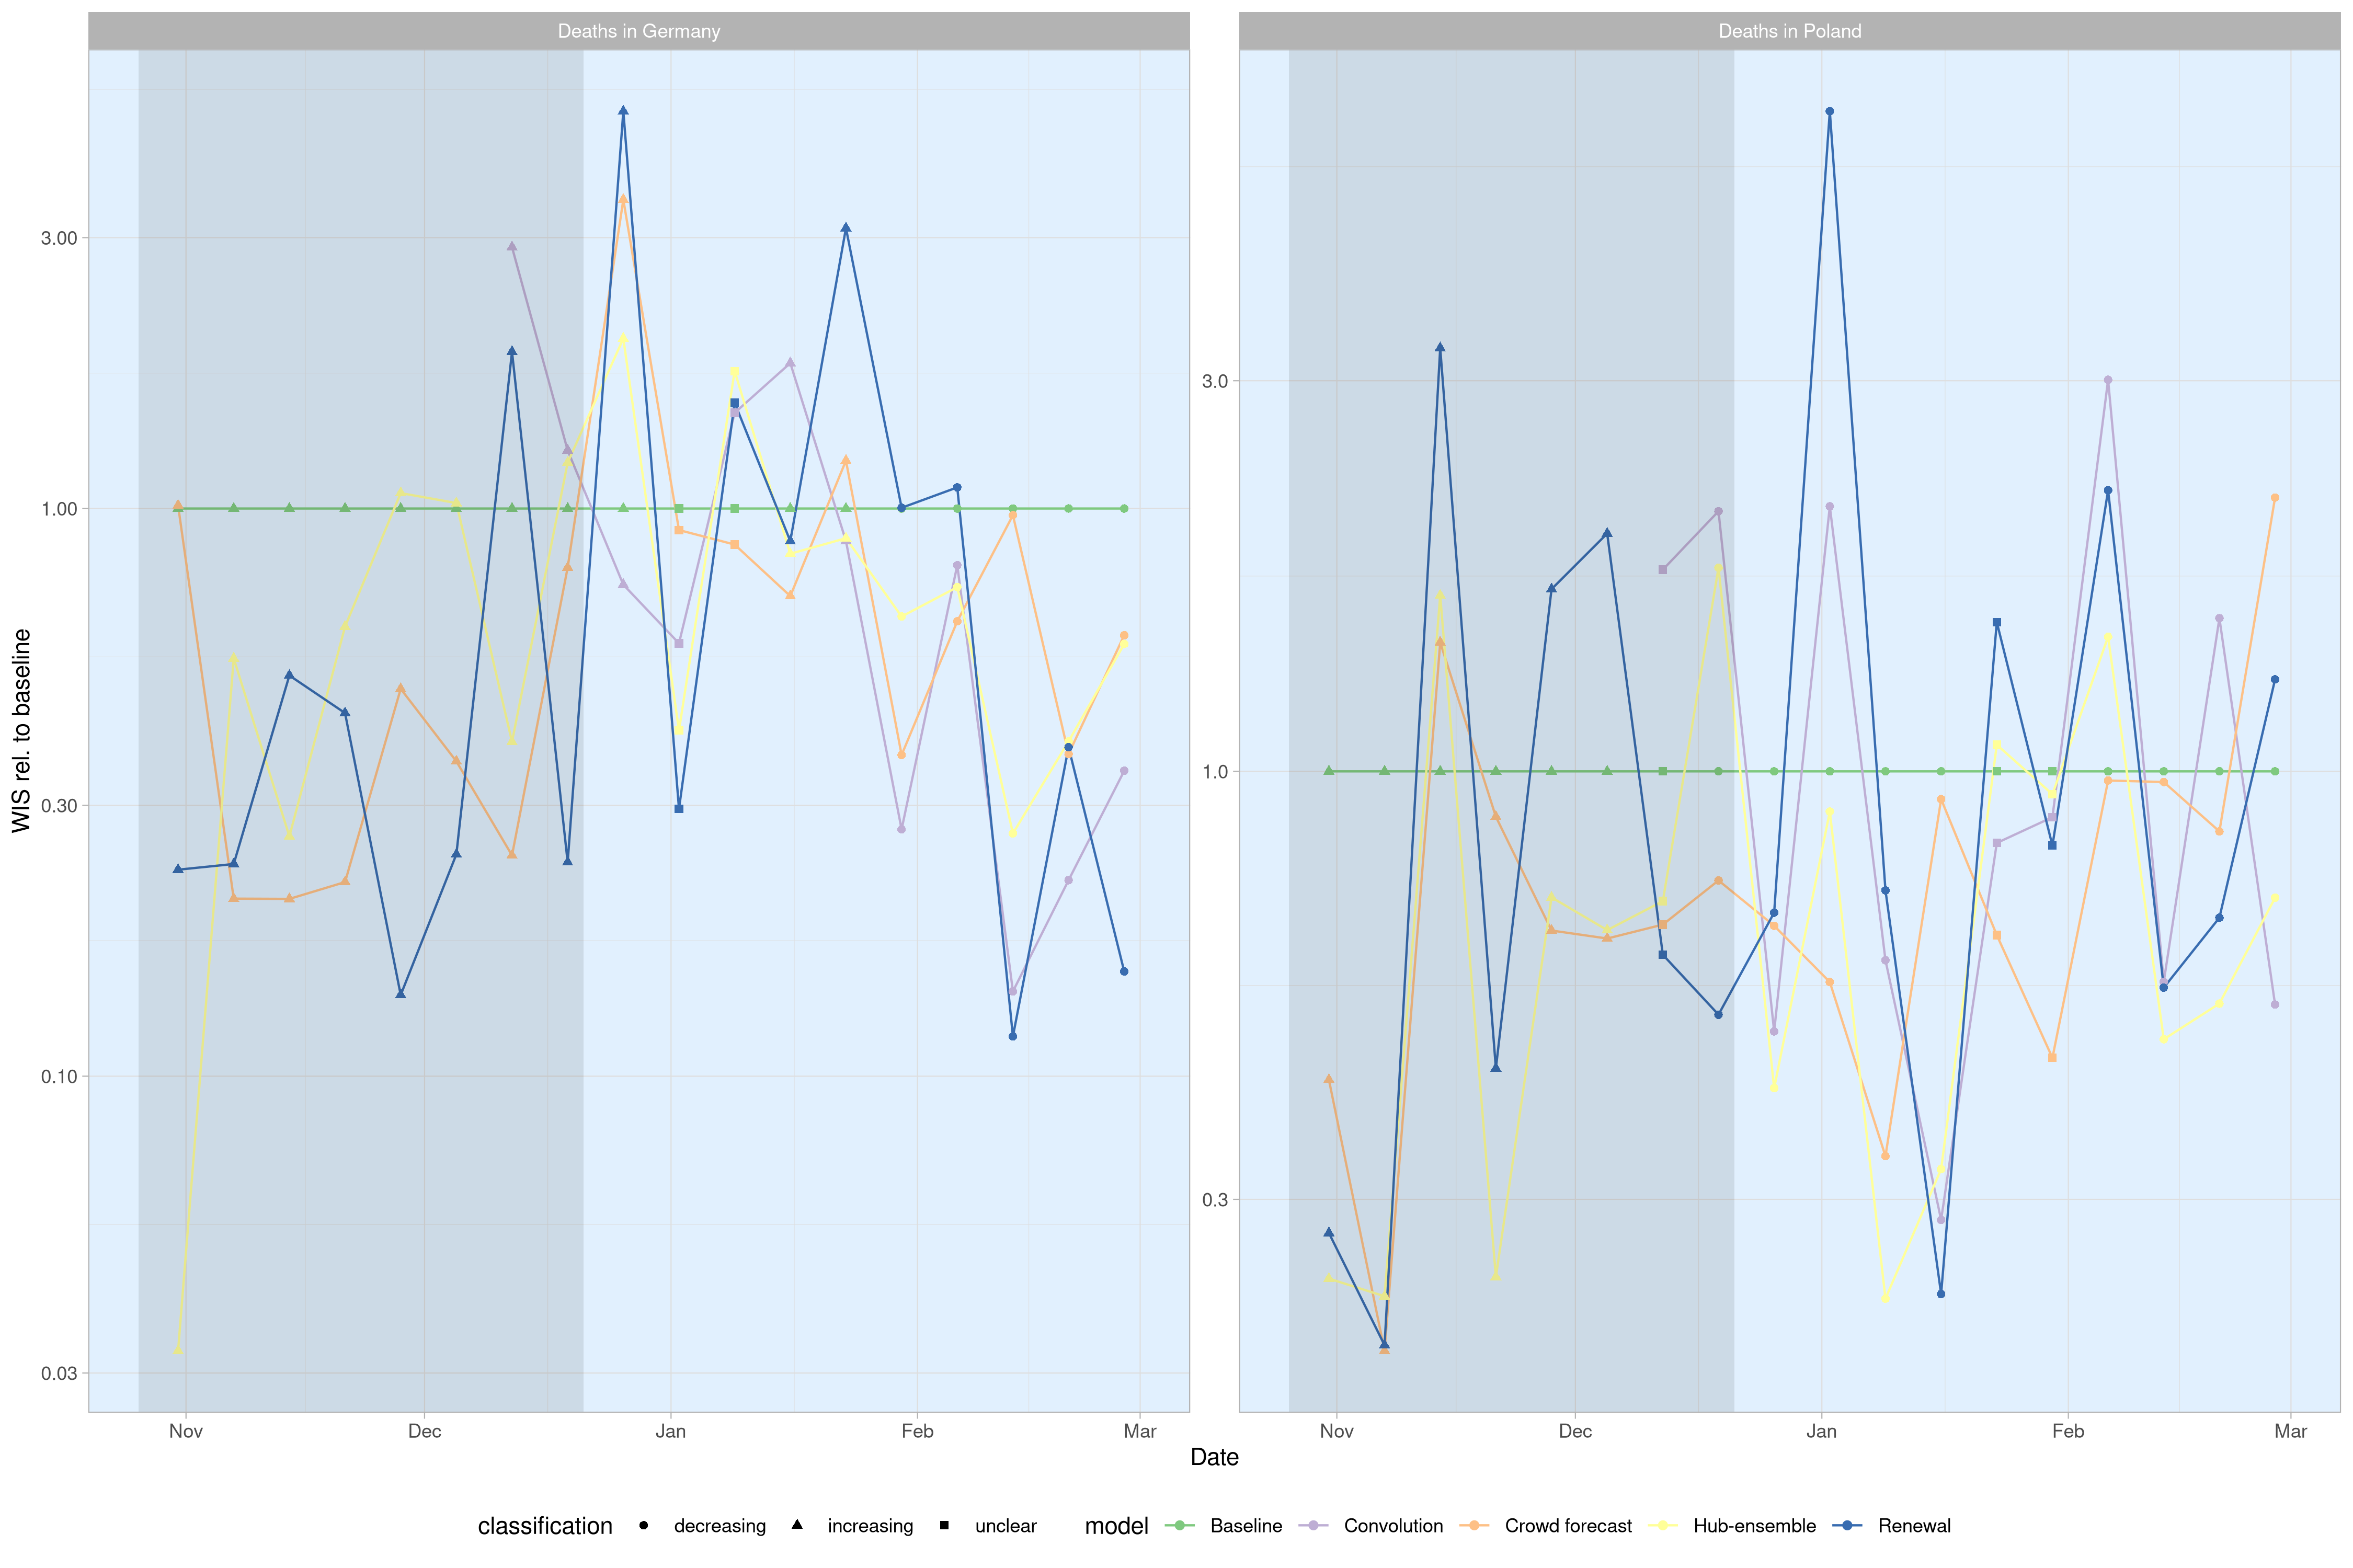 Deaths in Germany
Deaths in Poland
WIS rel. to baseline
3.00
1.00
0.30
0.10
0.03
3.0
1.0
0.3
Nov Dec Jan Feb Mar
Nov Dec Jan Feb Mar
Date
classification decreasing increasing unclear model Baseline Convolution Crowd forecast Hub-ensemble Renewal